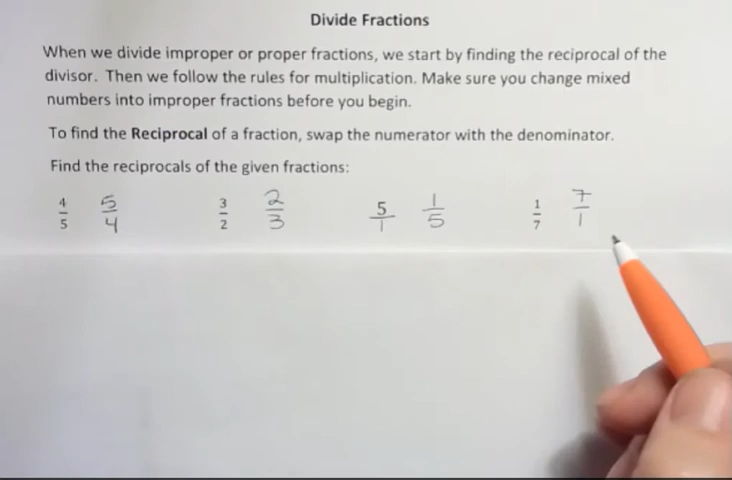 Divide Fractions
When we divide improper or proper fractions, we start by finding the reciprocal of the
divisor. Then we follow the rules for multiplication. Make sure you change mixed
numbers into improper fractions before you begin.
To find the Reciprocal of a fraction, swap the numerator with the denominator.
Find the reciprocals of the given fractions:
4/5 5/4 3/2 2/3 5/1 1/5 1/7 7/1